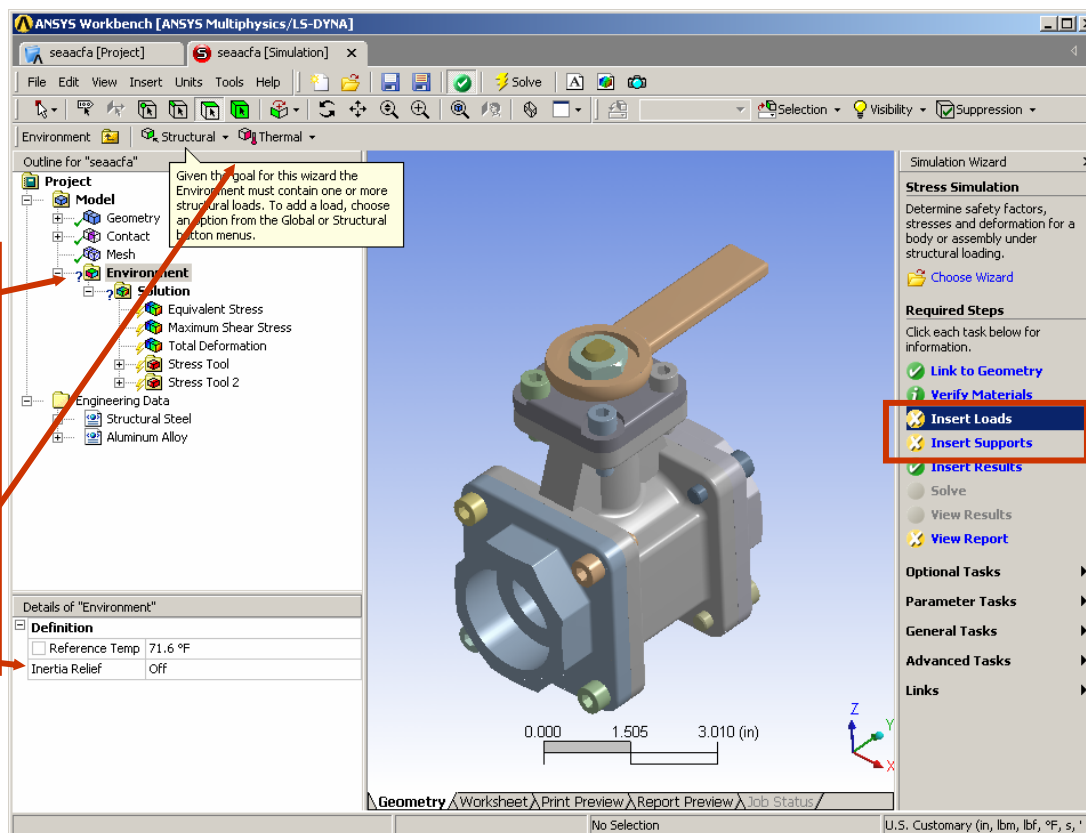 ANSYS Workbench [ANSYS Multiphysics/LS-DYNA]
seaacfa [Project]
seaacfa [Simulation]
File Edit View Insert Units Tools Help
Solve
A
Selection
Visibility
Suppression
Environment
Structural
Thermal
Outline for "seaacfa"
Project
Model
Geometry
Contact
Mesh
Environment
Solution
Equivalent Stress
Maximum Shear Stress
Total Deformation
Stress Tool
Stress Tool 2
Engineering Data
Structural Steel
Aluminum Alloy
Given the goal for this wizard the
Environment must contain one or more
structural loads. To add a load, choose
an option from the Global or Structural
button menus.
Details of "Environment"
Definition
Reference Temp 71.6 °F
Inertia Relief Off
0.000 1.505 3.010 (in)
Z
Y
X
Geometry Worksheet Print Preview Report Preview Job Status
Simulation Wizard
Stress Simulation
Determine safety factors,
stresses and deformation for a
body or assembly under
structural loading.
Choose Wizard
Required Steps
Click each task below for
information.
Link to Geometry
Verify Materials
Insert Loads
Insert Supports
Insert Results
Solve
View Results
View Report
Optional Tasks
Parameter Tasks
General Tasks
Advanced Tasks
Links
No Selection
U.S. Customary (in, lbm, lbf, °F, s,